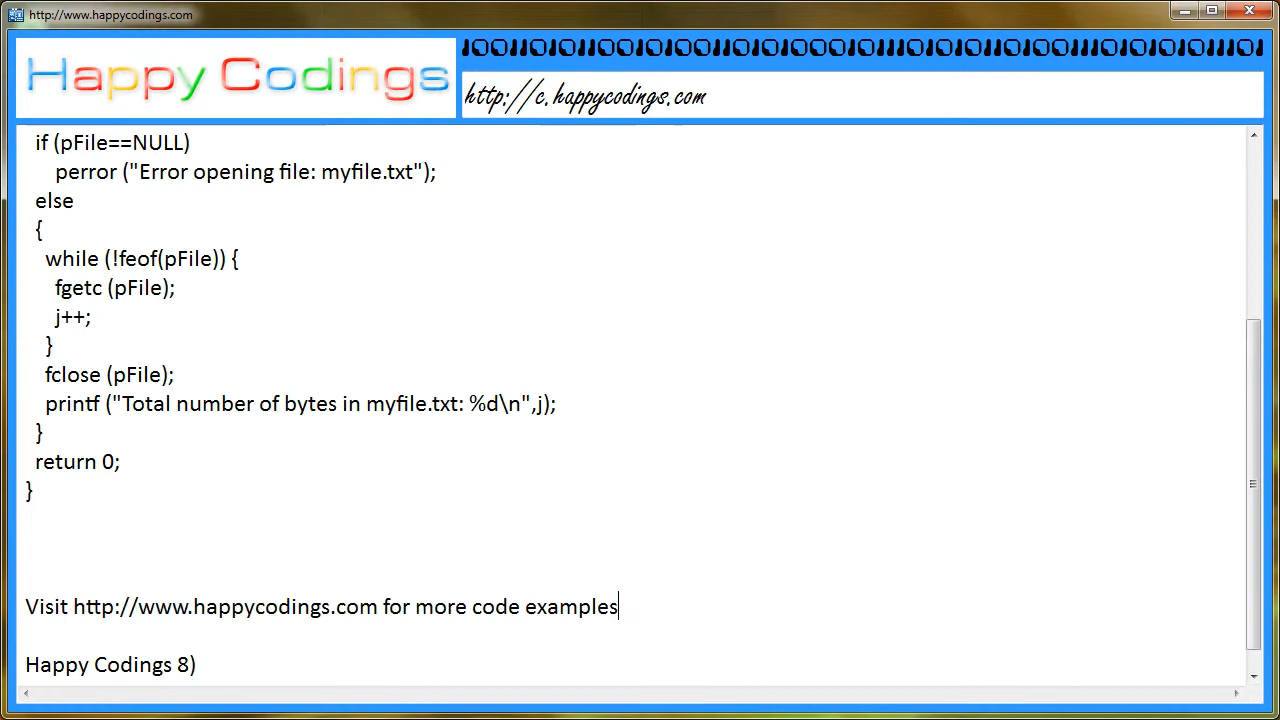 http://www.happycodings.com
Happy Codings
http://c.happycodings.com
if (pFile==NULL)
perror ("Error opening file: myfile.txt");
else
{
while (!feof(pFile)) {
fgetc (pFile);
j++;
}
fclose (pFile);
printf ("Total number of bytes in myfile.txt: %d\n",j);
}
return 0;
}
Visit http://www.happycodings.com for more code examples
Happy Codings 8)